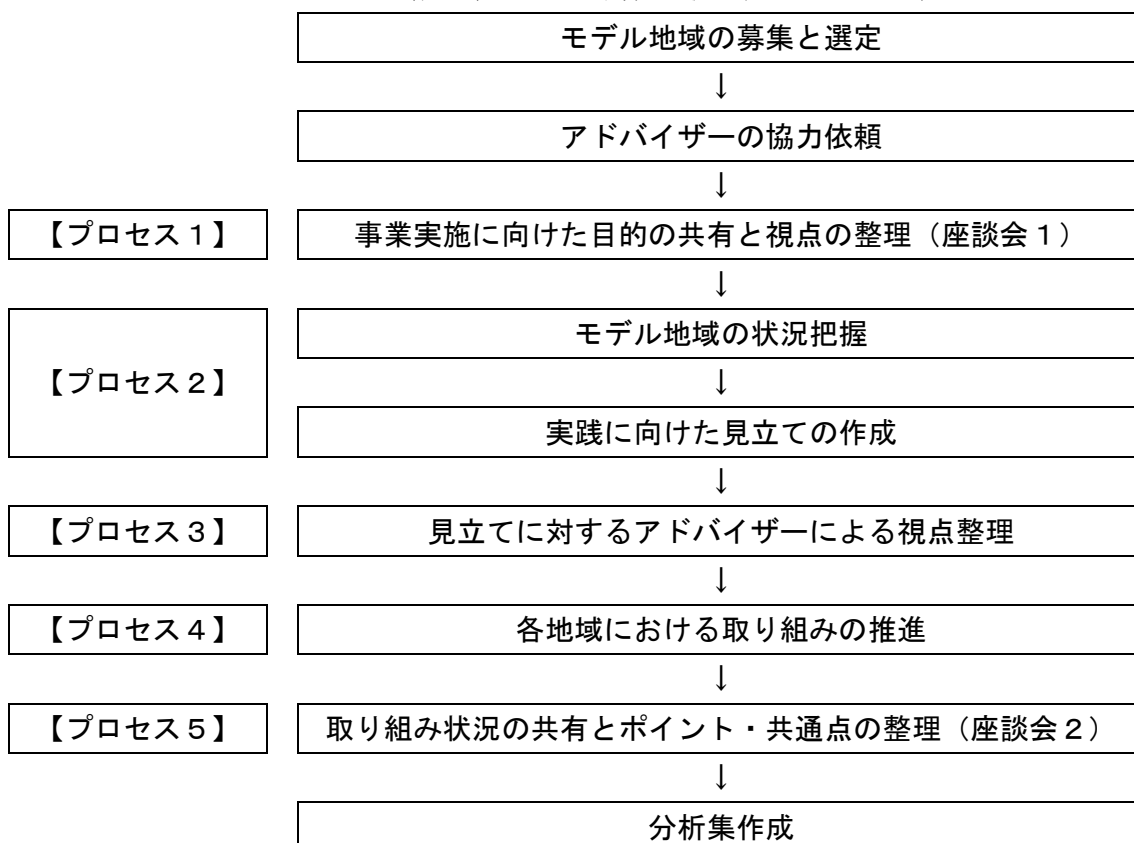 モデル地域の募集と選定
↓
アドバイザーの協力依頼
↓
【プロセス１】 事業実施に向けた目的の共有と視点の整理（座談会１）
↓
モデル地域の状況把握
【プロセス２】 ↓
実践に向けた見立ての作成
↓
【プロセス３】 見立てに対するアドバイザーによる視点整理
↓
【プロセス４】 各地域における取り組みの推進
↓
【プロセス５】 取り組み状況の共有とポイント・共通点の整理（座談会２）
↓
分析集作成